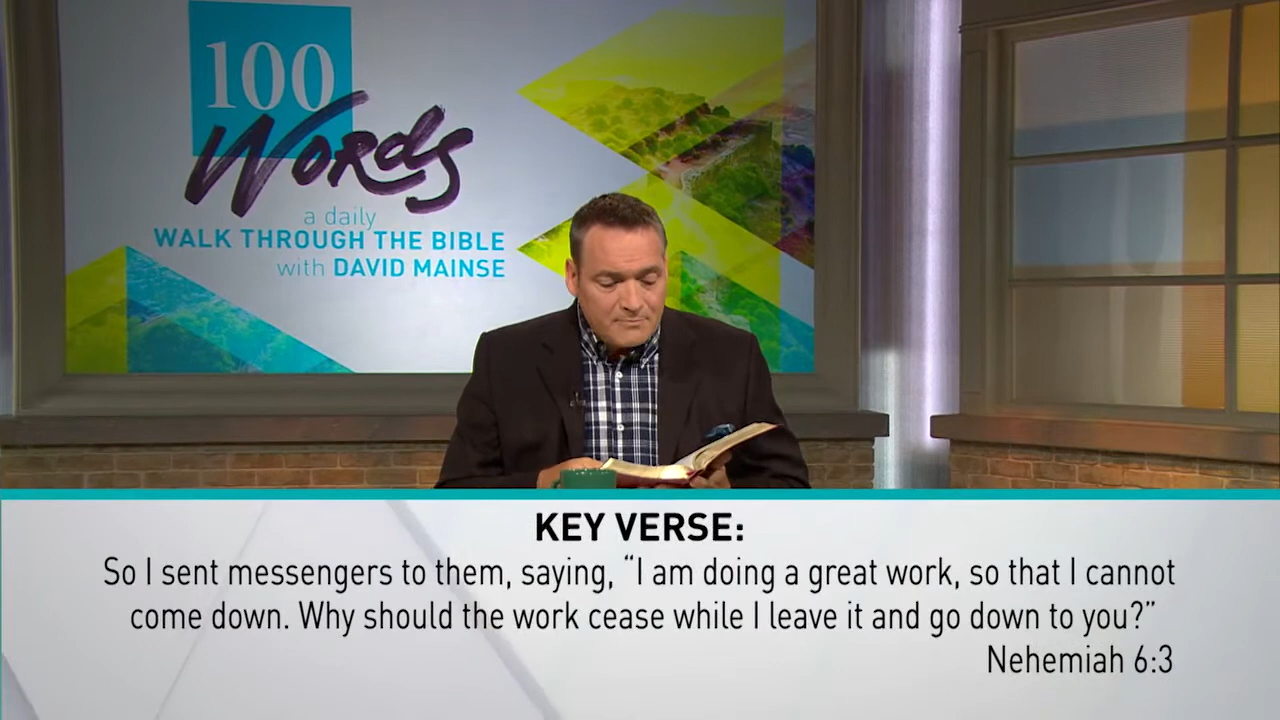 100
Words
a daily
WALK THROUGH THE BIBLE
with DAVID MAINSE
KEY VERSE:
So I sent messengers to them, saying, “I am doing a great work, so that I cannot
come down. Why should the work cease while I leave it and go down to you?”
Nehemiah 6:3